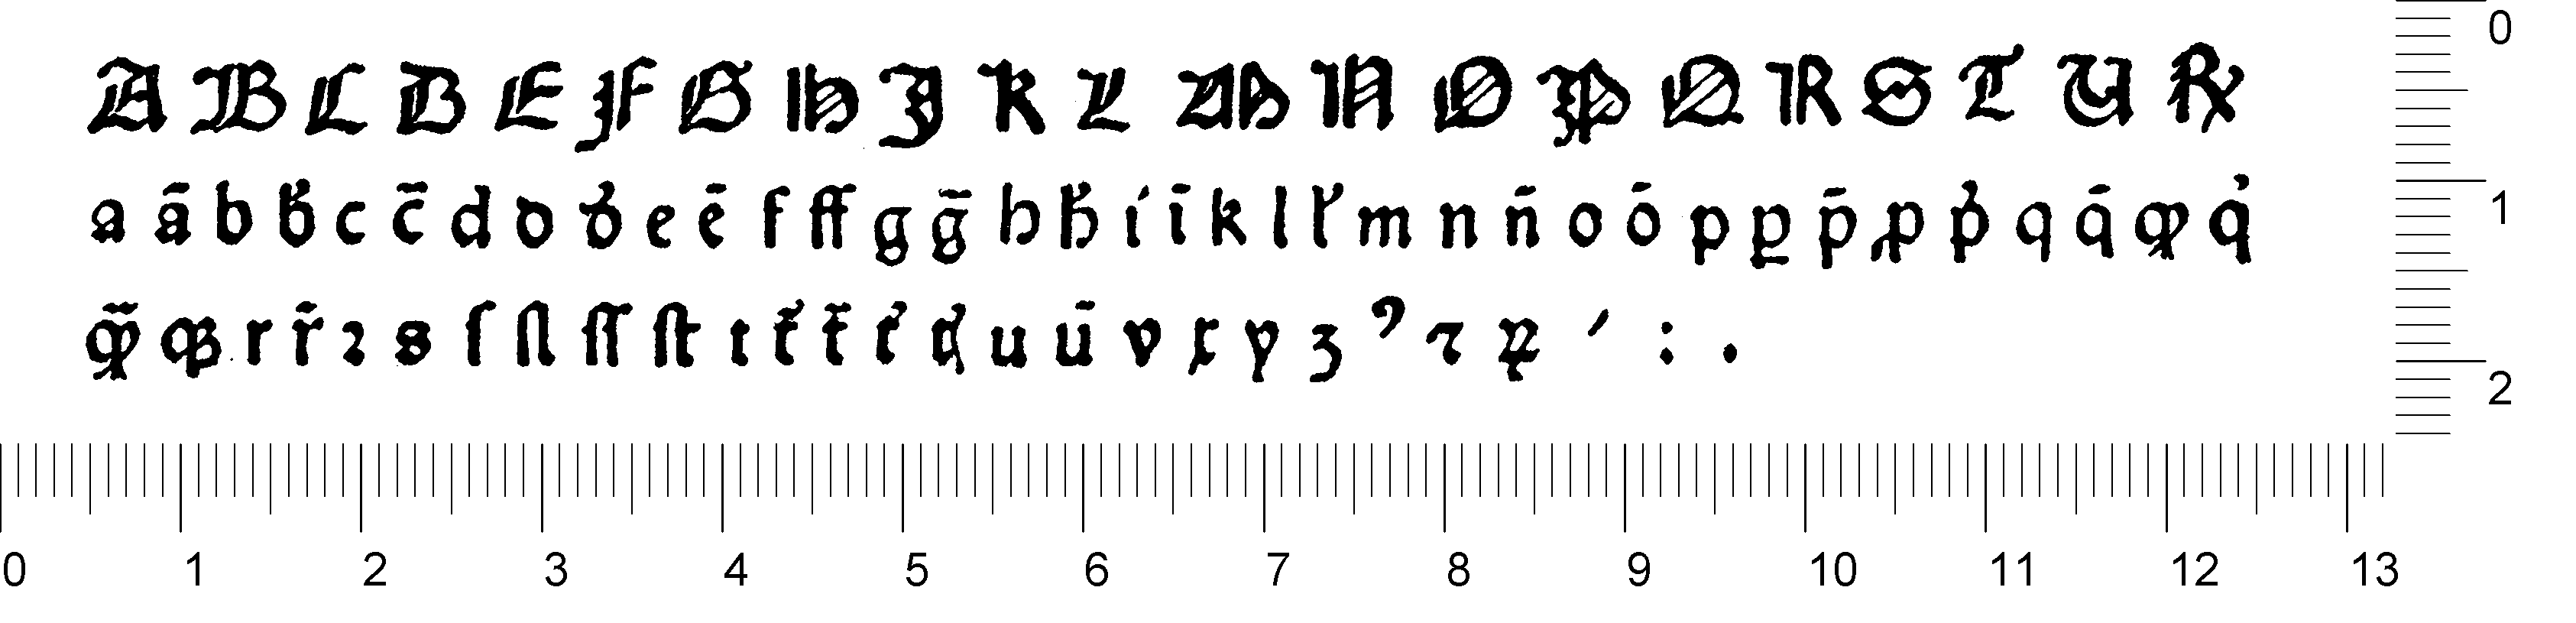 A B C D E F G H J K L M N O P Q R S T U ℞
a ā b b̉ c c̄ d ꝺ ꝺ̉ e ē f ff g ḡ h h̉ í ī k l l̉ m n n̄ o ō p ꝑ p̄ ꝓ p̉ q q̄ ꝙ q̉
ꝙ̃ r r̄ ꝛ s ſ ſl ſſ ſt t t̃ t̄ t̉ u ū v x y z ꝰ ⁊ ꝝ ˊ : .
0
1
2
0 1 2 3 4 5 6 7 8 9 10 11 12 13